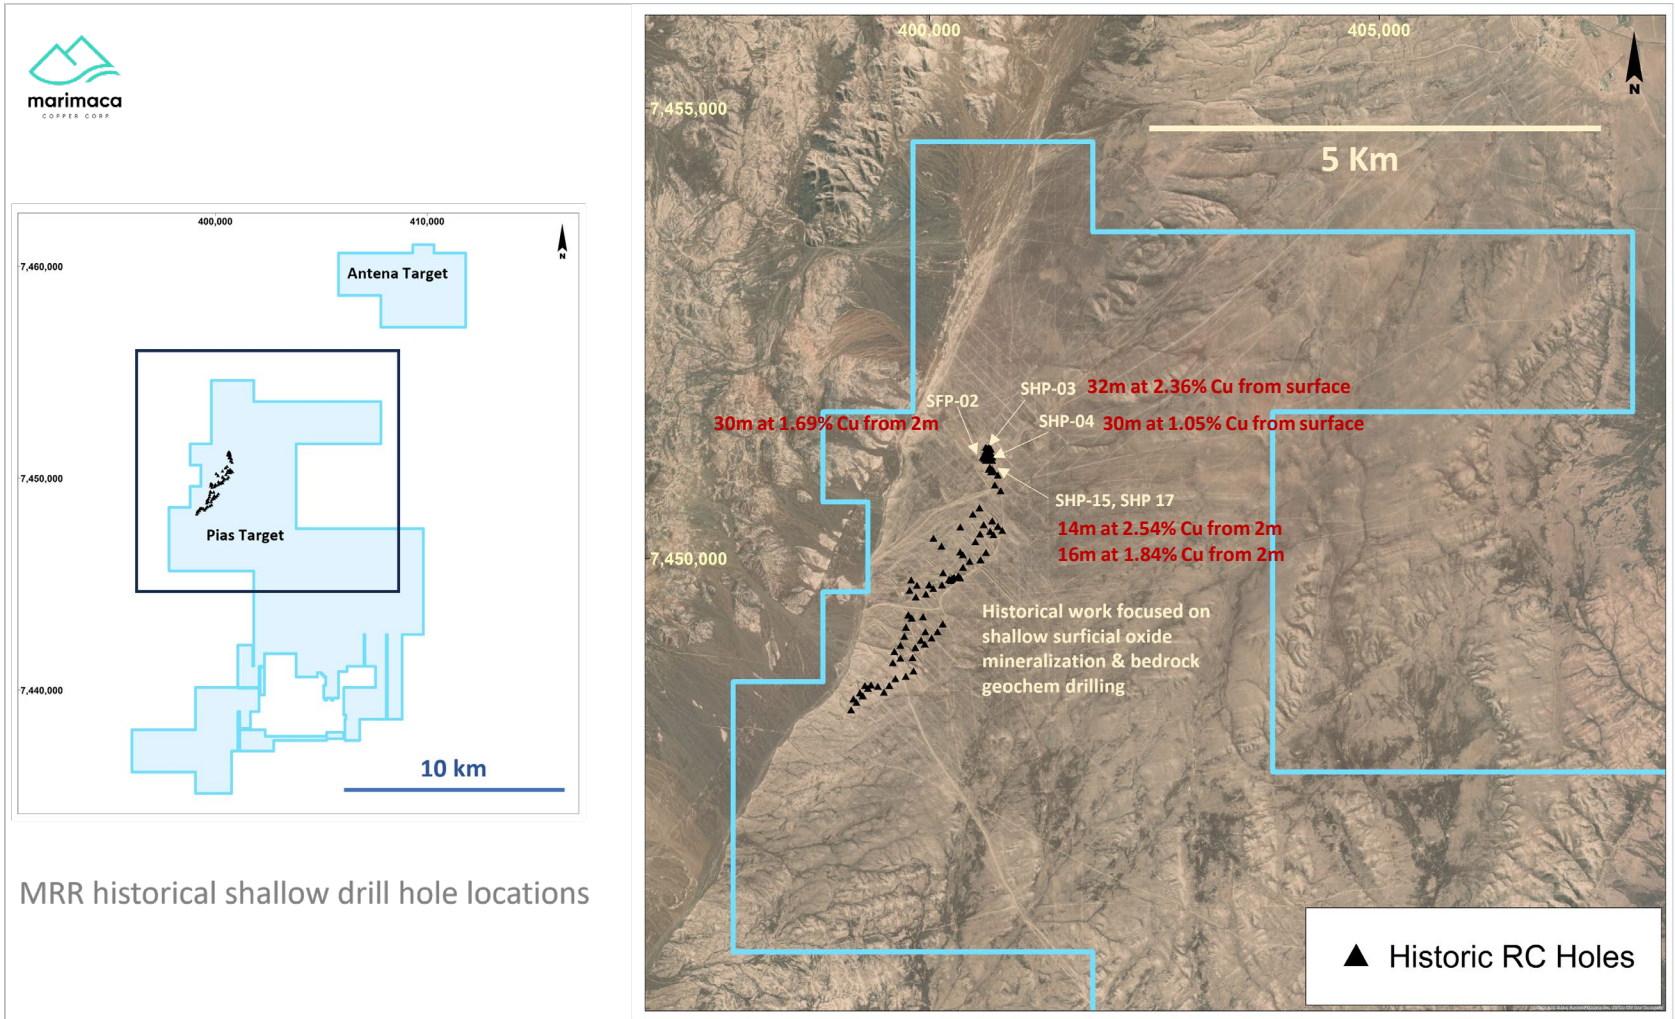 marimaca
COPPER CORP.
400,000
410,000
7,460,000
N
Antena Target
7,450,000
Pias Target
7,440,000
10 km
MRR historical shallow drill hole locations
400,000
405,000
N
7,455,000
5 Km
SHP-03
32m at 2.36% Cu from surface
SFP-02
30m at 1.69% Cu from 2m
SHP-04
30m at 1.05% Cu from surface
SHP-15, SHP 17
14m at 2.54% Cu from 2m
16m at 1.84% Cu from 2m
7,450,000
Historical work focused on
shallow surficial oxide
mineralization & bedrock
geochem drilling
Historic RC Holes